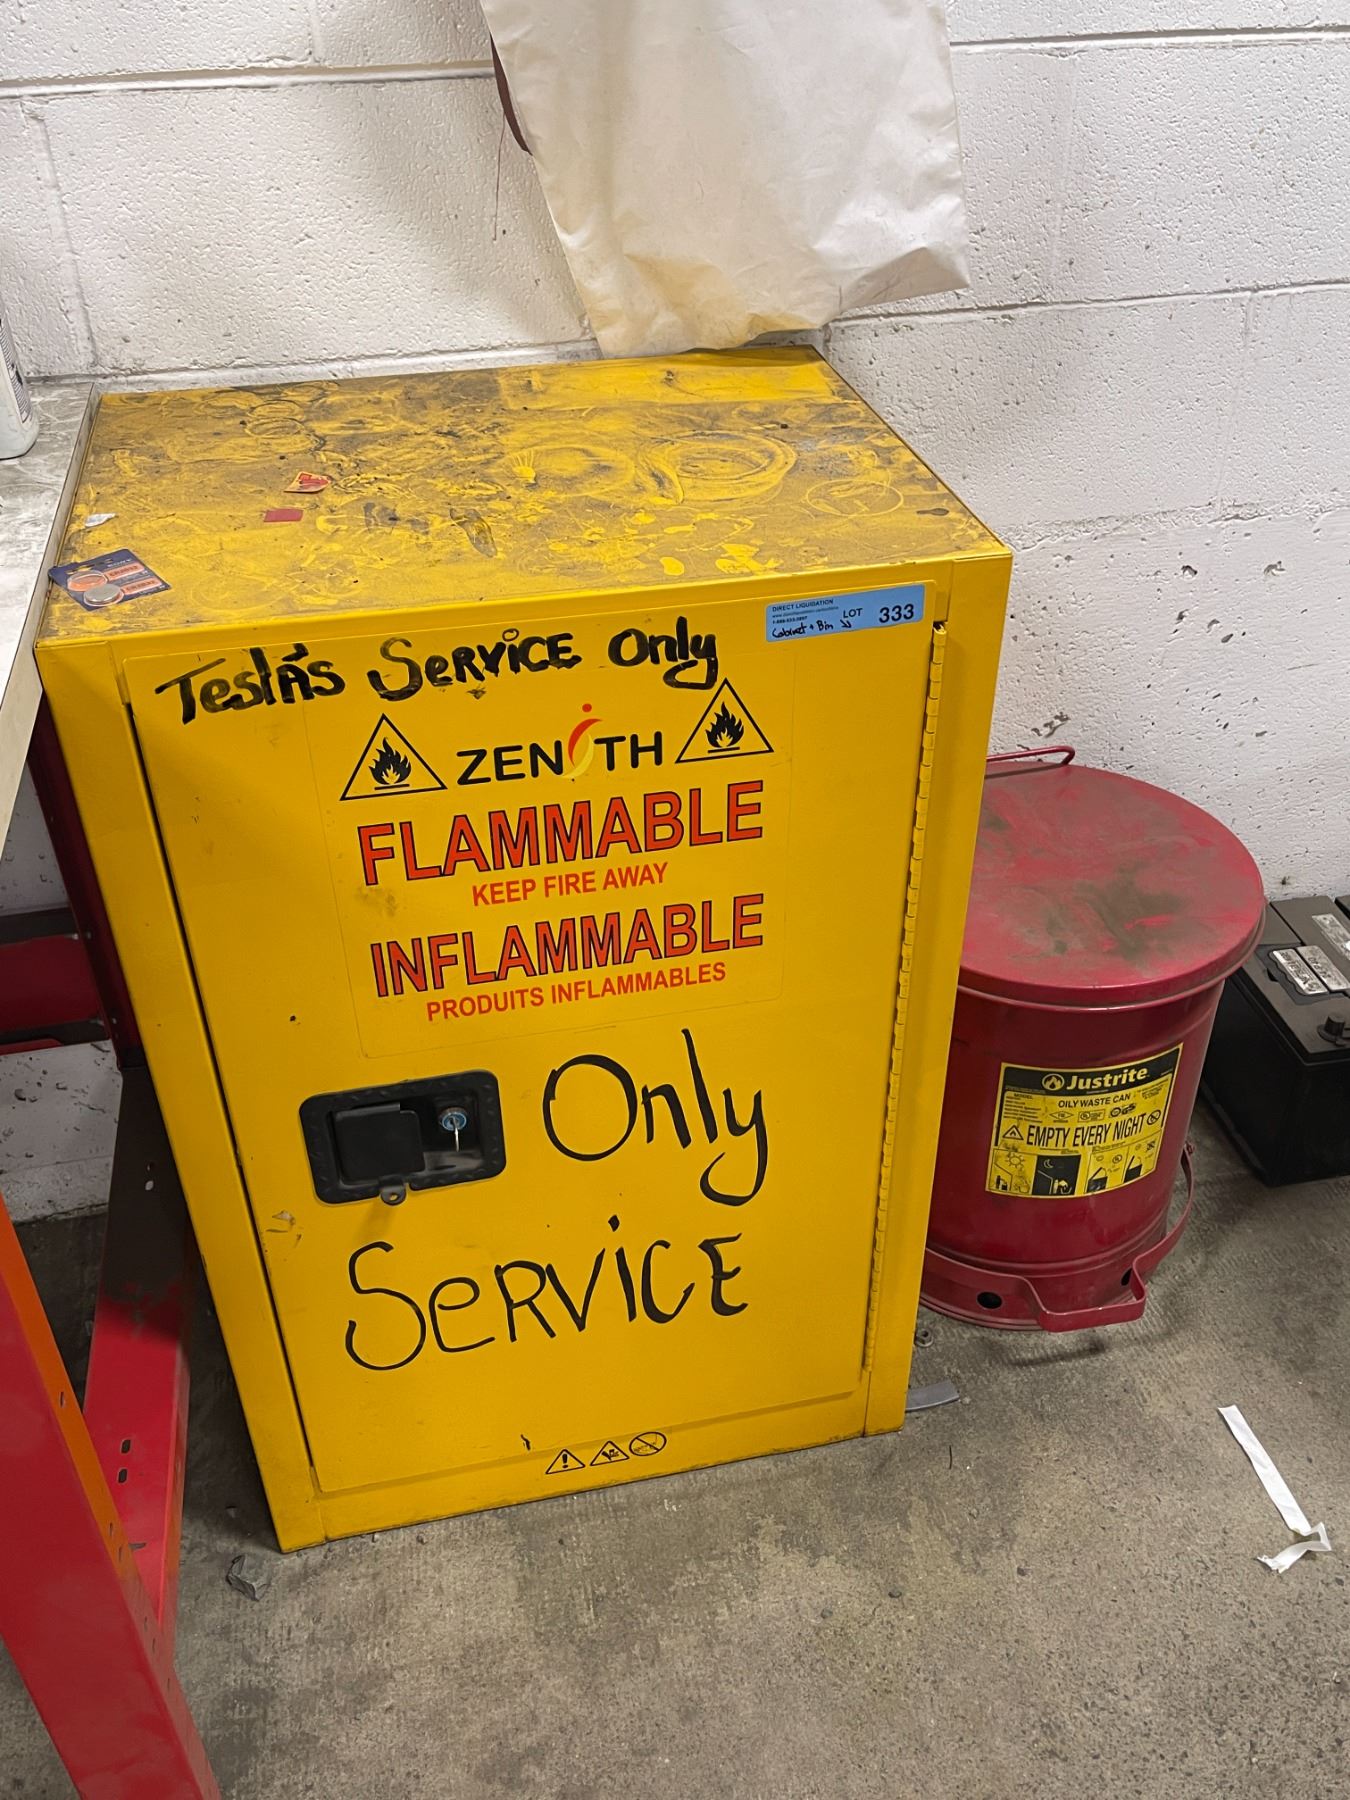 DIRECT LIQUIDATION
LOT 333
Cabinet + Bin
Tesla's Service Only
ZENiTH
FLAMMABLE
KEEP FIRE AWAY
INFLAMMABLE
PRODUITS INFLAMMABLES
Only
Service
Justrite
OILY WASTE CAN
EMPTY EVERY NIGHT